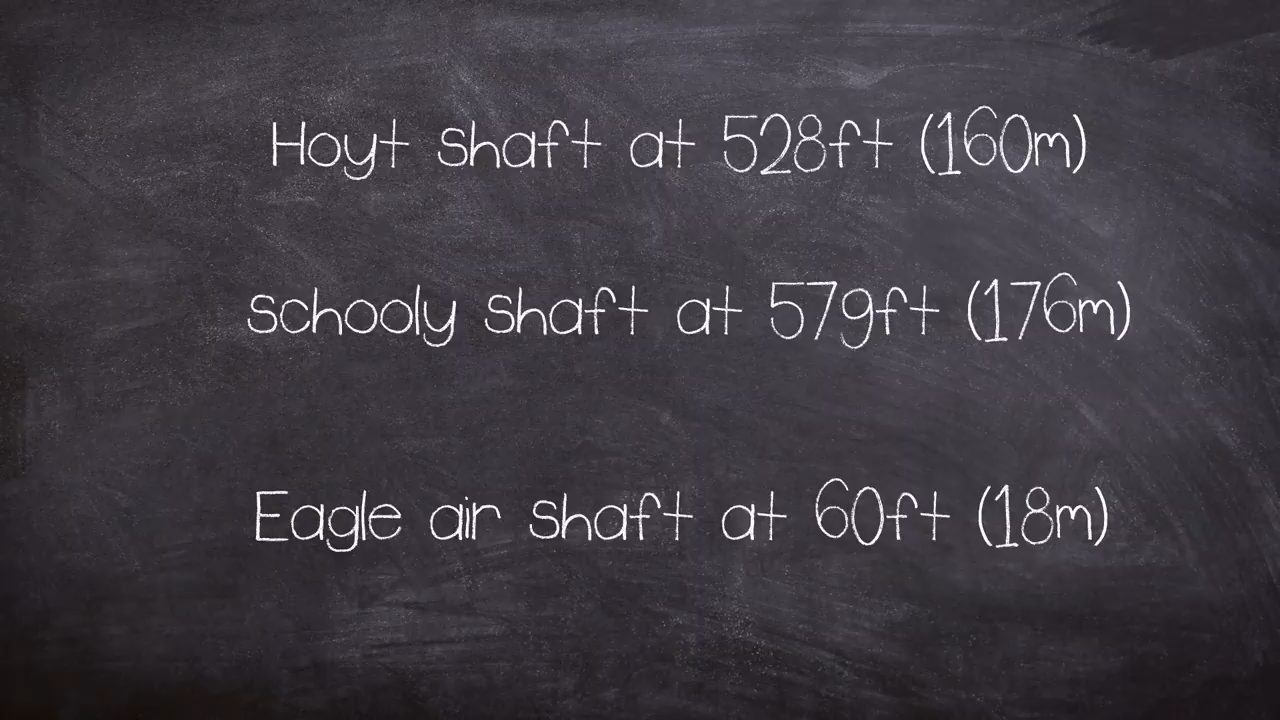 Hoyt shaft at 528ft (160m)
schooly shaft at 579ft (176m)
Eagle air shaft at 60ft (18m)